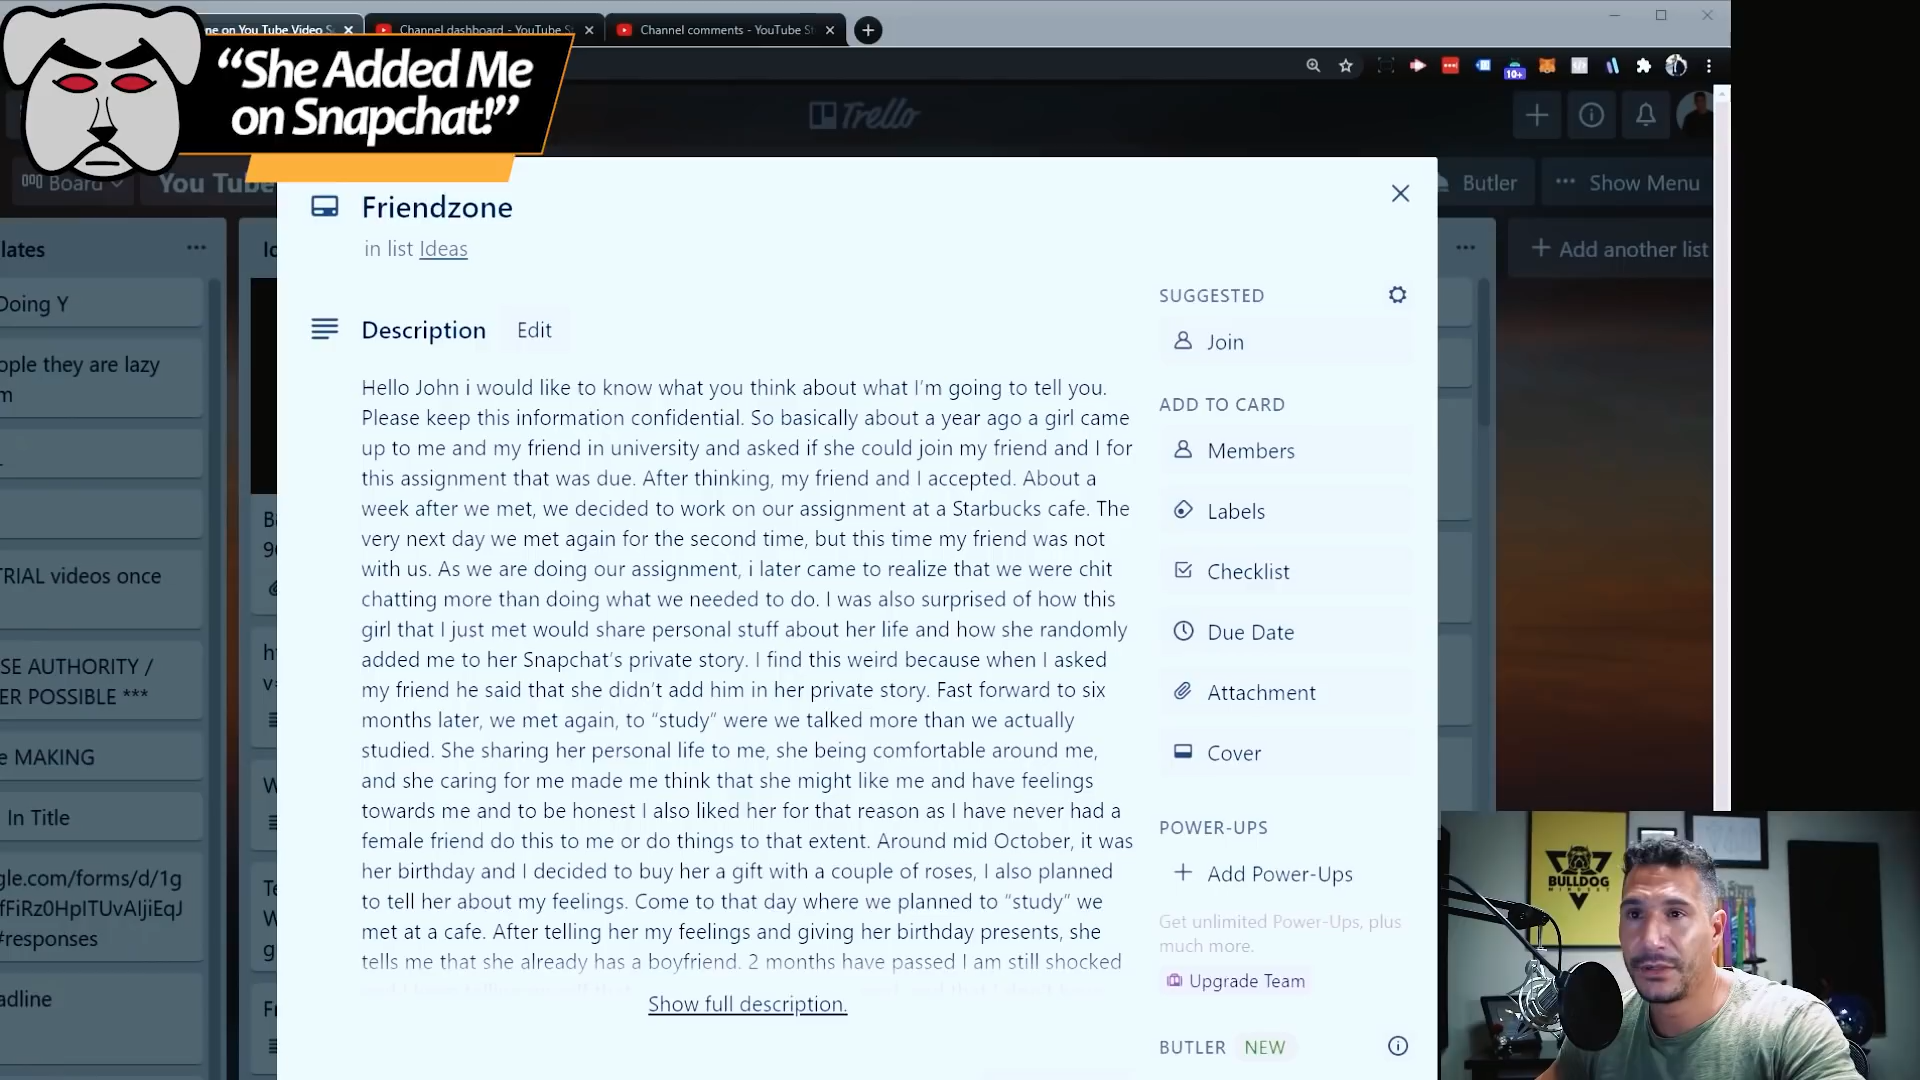 ne on You Tube Video S
Channel dashboard - YouTube S
Channel comments - YouTube St
“She Added Me
on Snapchat!”
10+
Trello
Board
You Tube
Butler
Show Menu
lates
Doing Y
ople they are lazy
m
TRIAL videos once
SE AUTHORITY /
ER POSSIBLE ***
e MAKING
In Title
gle.com/forms/d/1g
fFiRz0HpITUvAljiEqJ
#responses
adline
Add another list
Friendzone
in list Ideas
Description
Edit
Hello John i would like to know what you think about what I’m going to tell you.
Please keep this information confidential. So basically about a year ago a girl came
up to me and my friend in university and asked if she could join my friend and I for
this assignment that was due. After thinking, my friend and I accepted. About a
week after we met, we decided to work on our assignment at a Starbucks cafe. The
very next day we met again for the second time, but this time my friend was not
with us. As we are doing our assignment, i later came to realize that we were chit
chatting more than doing what we needed to do. I was also surprised of how this
girl that I just met would share personal stuff about her life and how she randomly
added me to her Snapchat’s private story. I find this weird because when I asked
my friend he said that she didn’t add him in her private story. Fast forward to six
months later, we met again, to “study” were we talked more than we actually
studied. She sharing her personal life to me, she being comfortable around me,
and she caring for me made me think that she might like me and have feelings
towards me and to be honest I also liked her for that reason as I have never had a
female friend do this to me or do things to that extent. Around mid October, it was
her birthday and I decided to buy her a gift with a couple of roses, I also planned
to tell her about my feelings. Come to that day where we planned to “study” we
met at a cafe. After telling her my feelings and giving her birthday presents, she
tells me that she already has a boyfriend. 2 months have passed I am still shocked
Show full description.
SUGGESTED
Join
ADD TO CARD
Members
Labels
Checklist
Due Date
Attachment
Cover
POWER-UPS
Add Power-Ups
Get unlimited Power-Ups, plus
much more.
Upgrade Team
BUTLER
NEW
BULLDOG
MINDSET